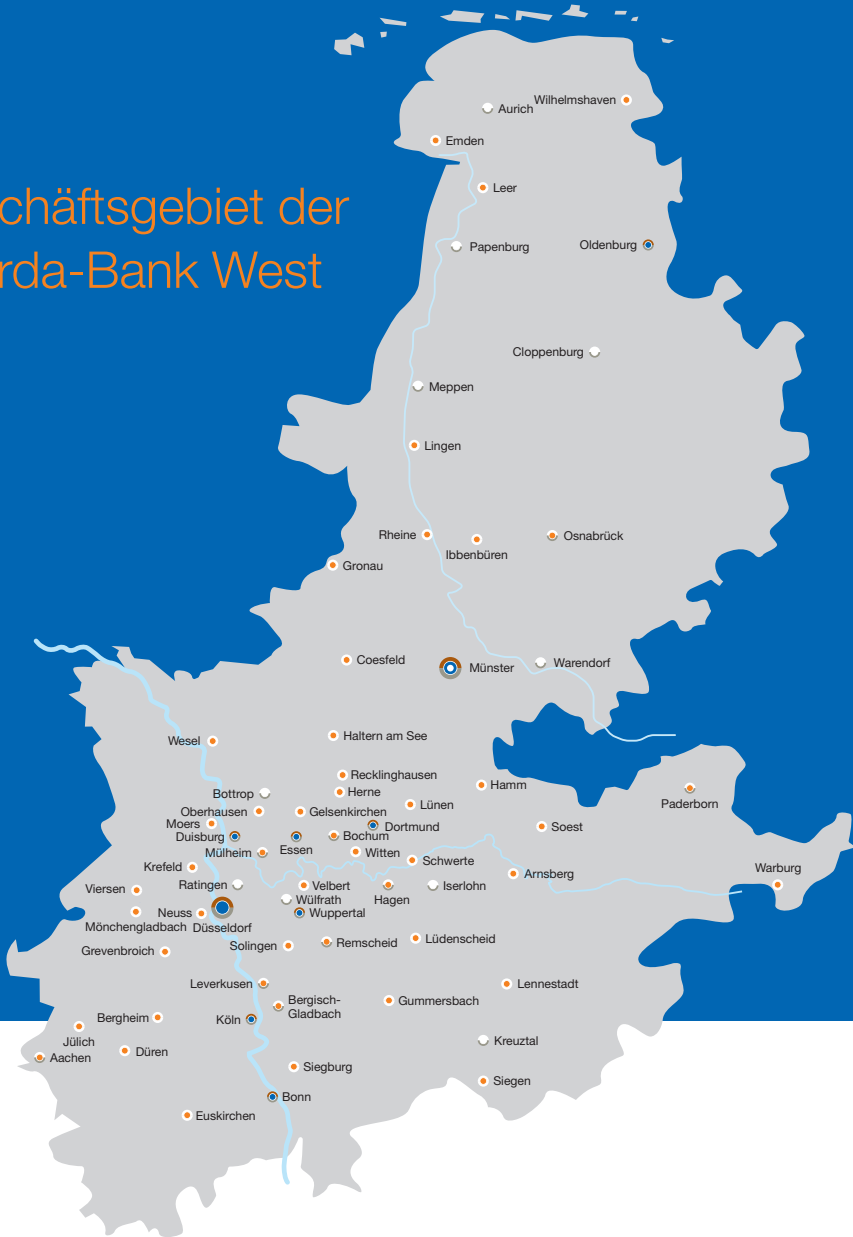 chäftsgebiet der
rda-Bank West
Wilhelmshaven
Aurich
Emden
Leer
Papenburg
Oldenburg
Cloppenburg
Meppen
Lingen
Rheine
Ibbenbüren
Osnabrück
Gronau
Coesfeld
Münster
Warendorf
Wesel
Haltern am See
Recklinghausen
Herne
Hamm
Bottrop
Paderborn
Oberhausen
Gelsenkirchen
Lünen
Moers
Dortmund
Soest
Duisburg
Bochum
Essen
Mülheim
Witten
Schwerte
Krefeld
Arnsberg
Warburg
Viersen
Ratingen
Velbert
Hagen
Iserlohn
Wülfrath
Neuss
Wuppertal
Mönchengladbach
Düsseldorf
Grevenbroich
Solingen
Remscheid
Lüdenscheid
Leverkusen
Lennestadt
Bergisch-
Gladbach
Gummersbach
Bergheim
Köln
Jülich
Kreuztal
Aachen
Düren
Siegburg
Siegen
Bonn
Euskirchen